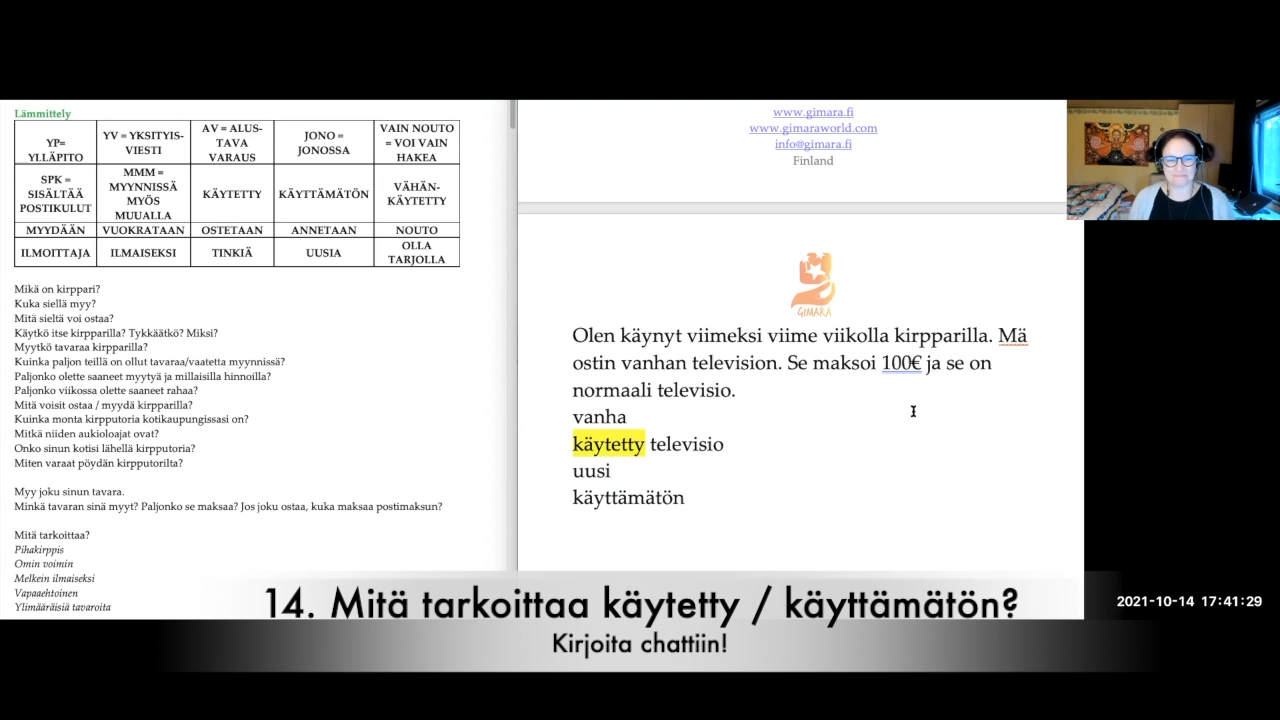 Lämmittely
YP= YLLÄPITO
YV = YKSITYIS-VIESTI
AV = ALUS-TAVA VARAUS
JONO = JONOSSA
VAIN NOUTO = VOI VAIN HAKEA
SPK = SISÄLTÄÄ POSTIKULUT
MMM = MYYNNISSÄ MYÖS MUUALLA
KÄYTETTY
KÄYTTÄMÄTÖN
VÄHÄN-KÄYTETTY
MYYDÄÄN
VUOKRATAAN
OSTETAAN
ANNETAAN
NOUTO
ILMOITTAJA
ILMAISEKSI
TINKIÄ
UUSIA
OLLA TARJOLLA
Mikä on kirppari?
Kuka siellä myy?
Mitä sieltä voi ostaa?
Käytkö itse kirpparilla? Tykkäätkö? Miksi?
Myytkö tavaraa kirpparilla?
Kuinka paljon teillä on ollut tavaraa/vaatetta myynnissä?
Paljonko olette saaneet myytyä ja millaisilla hinnoilla?
Paljonko viikossa olette saaneet rahaa?
Mitä voisit ostaa / myydä kirpparilla?
Kuinka monta kirpputoria kotikaupungissasi on?
Mitkä niiden aukioloajat ovat?
Onko sinun kotisi lähellä kirpputoria?
Miten varaat pöydän kirpputorilta?
Myy joku sinun tavara.
Minkä tavaran sinä myyt? Paljonko se maksaa? Jos joku ostaa, kuka maksaa postimaksun?
Mitä tarkoittaa?
Pihakirppis
Omin voimin
Melkein ilmaiseksi
Vapaaehtoinen
Ylimääräisiä tavaroita
www.gimara.fi
www.gimaraworld.com
info@gimara.fi
Finland
GIMARA
Olen käynyt viimeksi viime viikolla kirpparilla. Mä
ostin vanhan television. Se maksoi 100€ ja se on
normaali televisio.
vanha
käytetty televisio
uusi
käyttämätön
14. Mitä tarkoittaa käytetty / käyttämätön?
Kirjoita chattiin!
2021-10-14 17:41:29